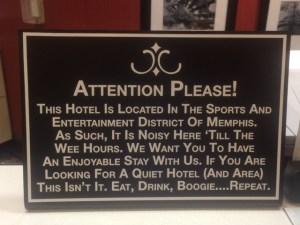 Attention Please!
This Hotel Is Located In The Sports And
Entertainment District Of Memphis.
As Such, It Is Noisy Here 'Till The
Wee Hours. We Want You To Have
An Enjoyable Stay With Us. If You Are
Looking For A Quiet Hotel (And Area)
This Isn't It. Eat, Drink, Boogie....Repeat.